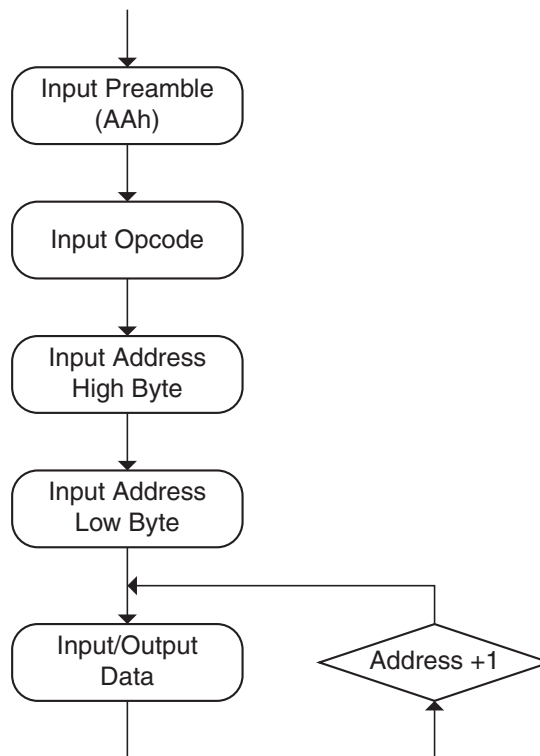 Input Preamble
(AAh)
Input Opcode
Input Address
High Byte
Input Address
Low Byte
Input/Output
Data
Address +1